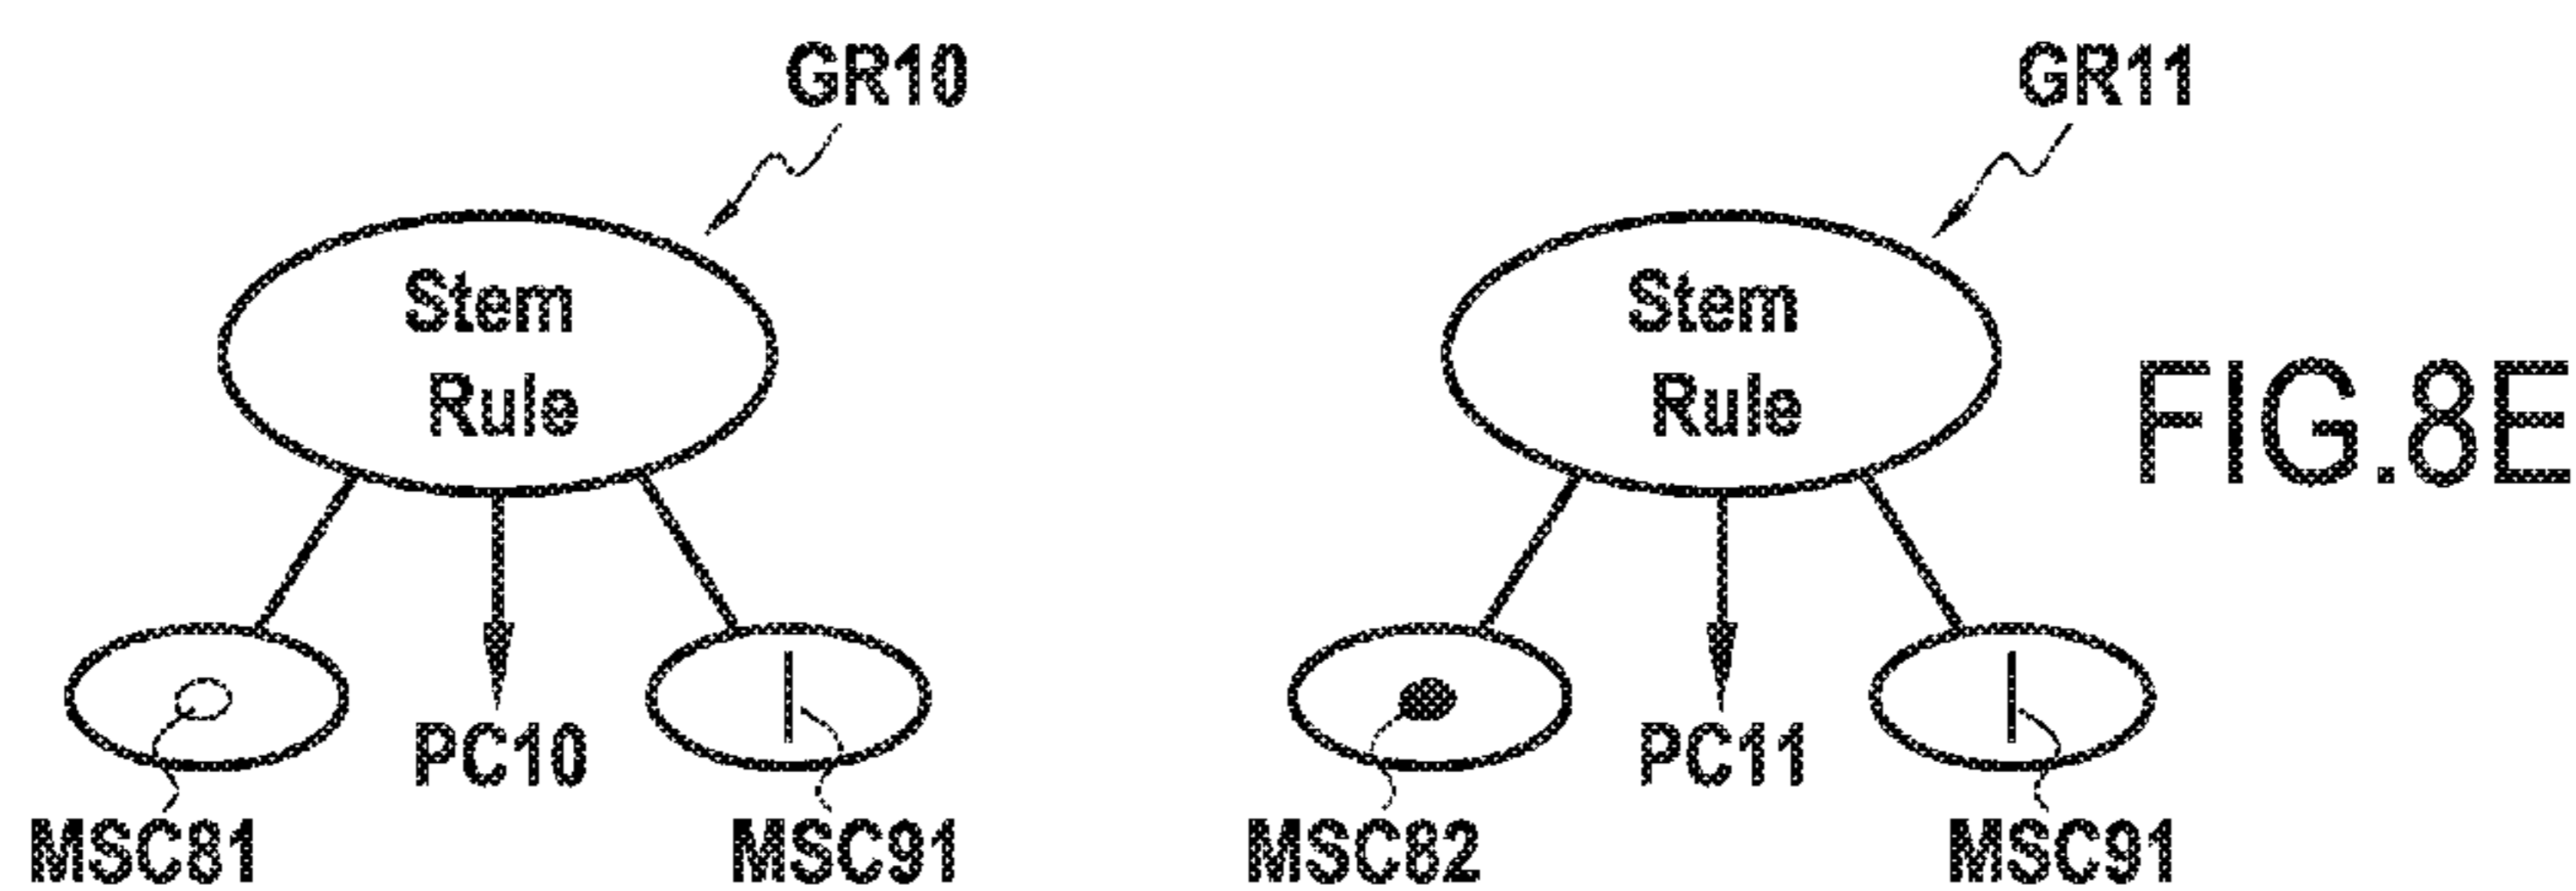 GR10
GR11
Stem
Rule
Stem
Rule
FIG.8E
PC10
PC11
MSC81
MSC91
MSC82
MSC91